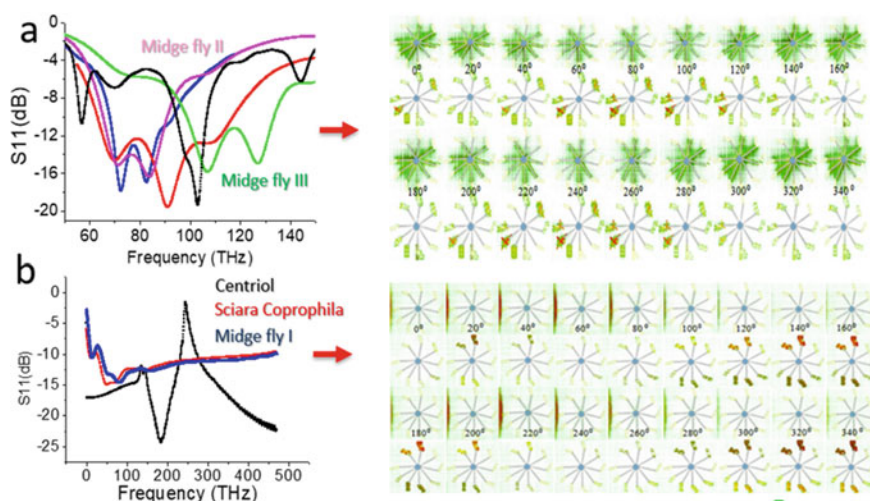 a
Midge fly II
Midge fly III
S11(dB)
0
-4
-8
-12
-16
-20
60 80 100 120 140
Frequency (THz)
0⁰ 20⁰ 40⁰ 60⁰ 80⁰ 100⁰ 120⁰ 140⁰ 160⁰
180⁰ 200⁰ 220⁰ 240⁰ 260⁰ 280⁰ 300⁰ 320⁰ 340⁰
b
Centriol
Sciara Coprophila
Midge fly I
S11(dB)
0
-5
-10
-15
-20
-25
0 100 200 300 400 500
Frequency (THz)
0⁰ 20⁰ 40⁰ 60⁰ 80⁰ 100⁰ 120⁰ 140⁰ 160⁰
180⁰ 200⁰ 220⁰ 240⁰ 260⁰ 280⁰ 300⁰ 320⁰ 340⁰